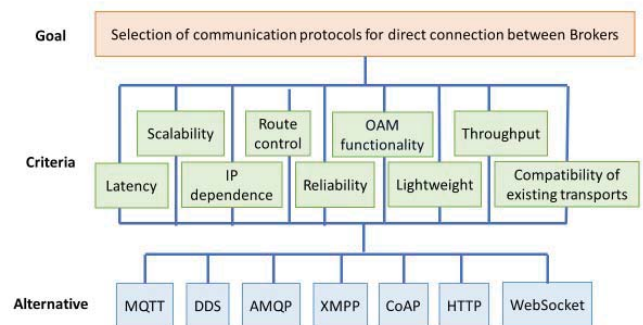 Goal
Selection of communication protocols for direct connection between Brokers
Criteria
Scalability
Route
control
OAM
functionality
Throughput
Latency
IP
dependence
Reliability
Lightweight
Compatibility of
existing transports
Alternative
MQTT
DDS
AMQP
XMPP
CoAP
HTTP
WebSocket